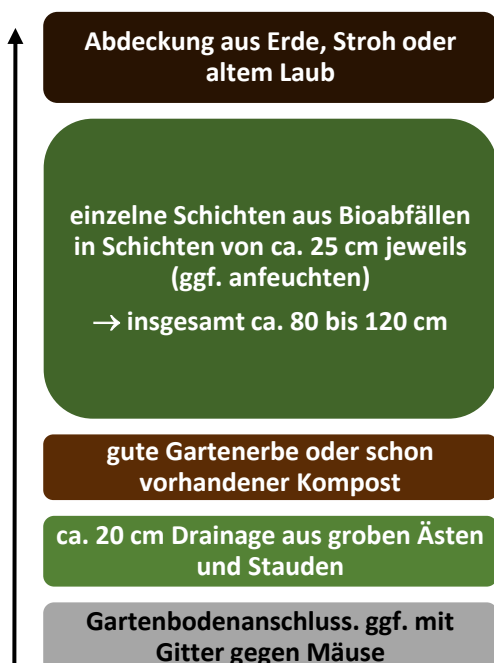 Abdeckung aus Erde, Stroh oder
altem Laub
einzelne Schichten aus Bioabfällen
in Schichten von ca. 25 cm jeweils
(ggf. anfeuchten)
→ insgesamt ca. 80 bis 120 cm
gute Gartenerbe oder schon
vorhandener Kompost
ca. 20 cm Drainage aus groben Ästen
und Stauden
Gartenbodenanschluss. ggf. mit
Gitter gegen Mäuse